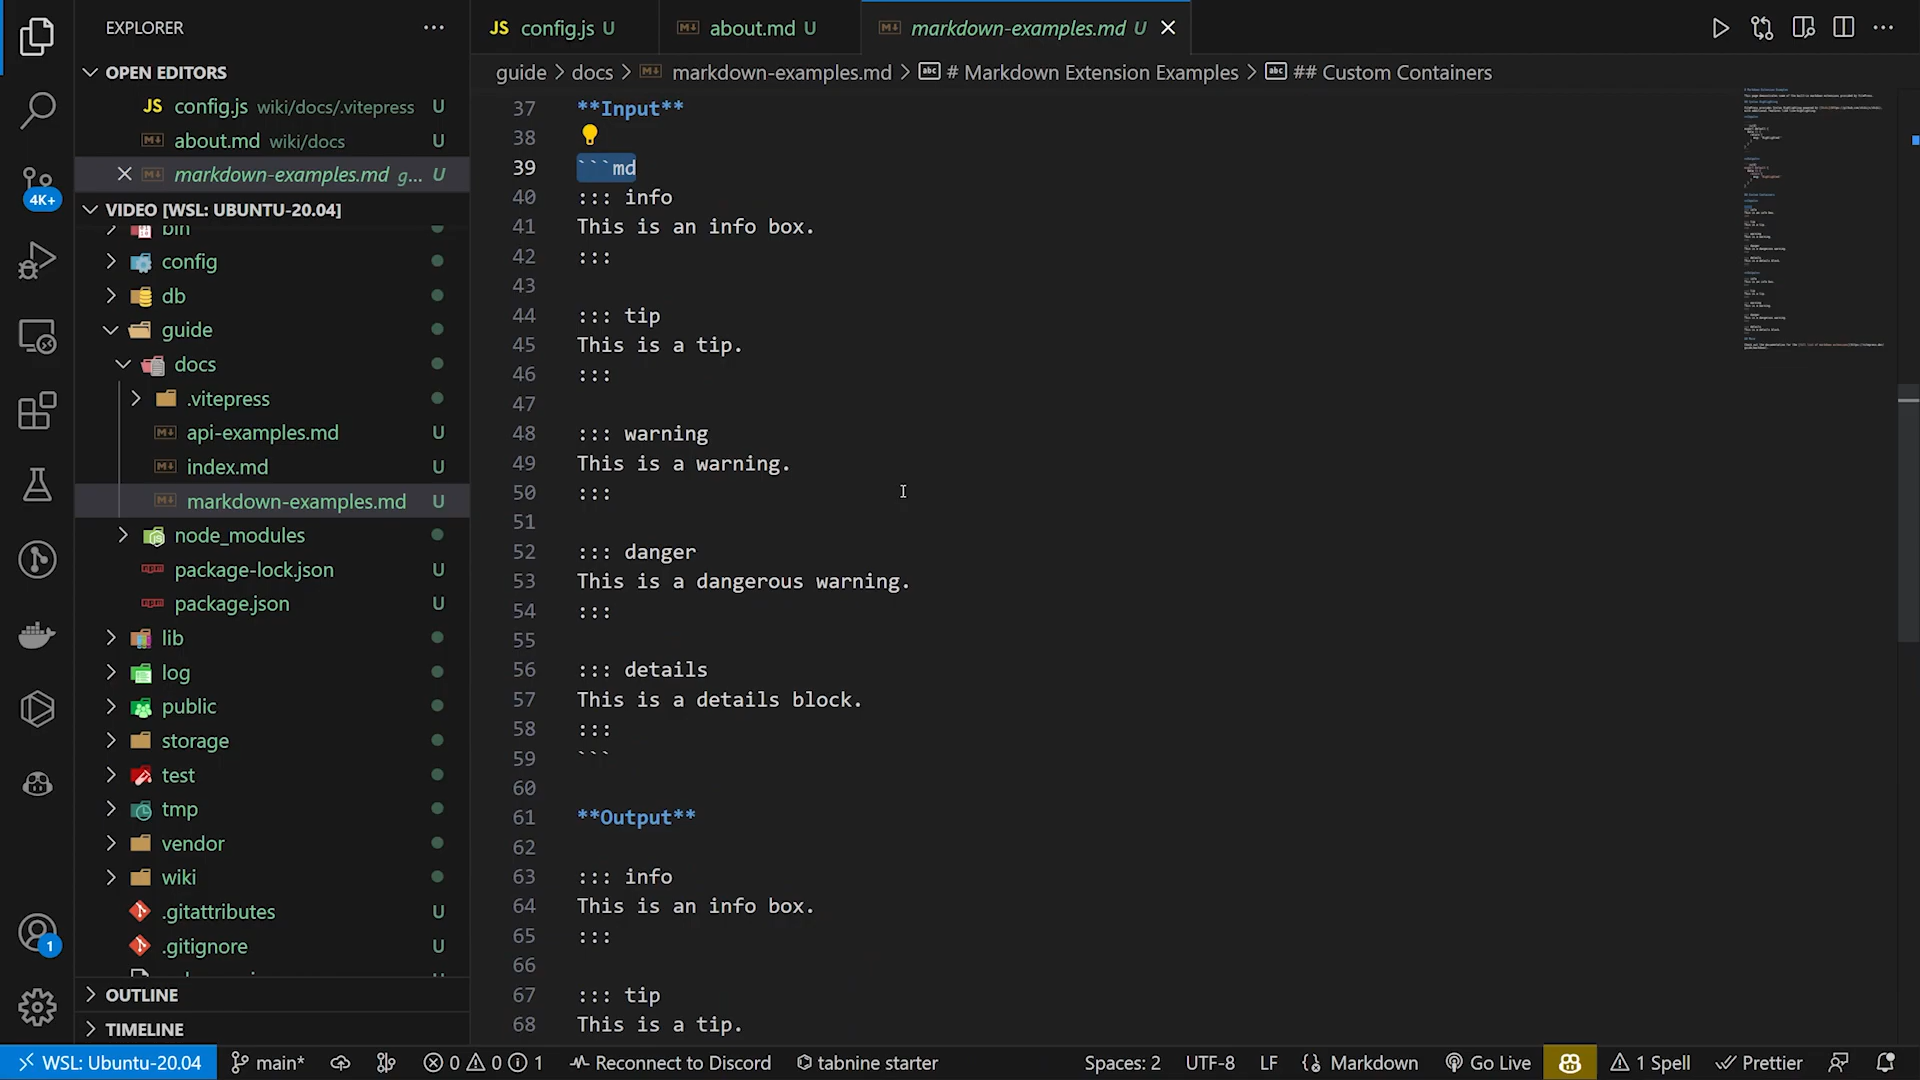 EXPLORER
OPEN EDITORS
JS config.js wiki/docs/.vitepress U
about.md wiki/docs U
markdown-examples.md g... U
VIDEO [WSL: UBUNTU-20.04]
bin
config
db
guide
docs
.vitepress
api-examples.md U
index.md U
markdown-examples.md U
node_modules
package-lock.json U
package.json U
lib
log
public
storage
test
tmp
vendor
wiki
.gitattributes U
.gitignore U
OUTLINE
TIMELINE
4K+
1
JS config.js U
about.md U
markdown-examples.md U
guide > docs > markdown-examples.md > # Markdown Extension Examples > ## Custom Containers
37 **Input**
38
39 ```md
40 ::: info
41 This is an info box.
42 :::
43
44 ::: tip
45 This is a tip.
46 :::
47
48 ::: warning
49 This is a warning.
50 :::
51
52 ::: danger
53 This is a dangerous warning.
54 :::
55
56 ::: details
57 This is a details block.
58 :::
59 ```
60
61 **Output**
62
63 ::: info
64 This is an info box.
65 :::
66
67 ::: tip
68 This is a tip.
WSL: Ubuntu-20.04 main* 0 0 1 Reconnect to Discord tabnine starter Spaces: 2 UTF-8 LF Markdown Go Live 1 Spell Prettier